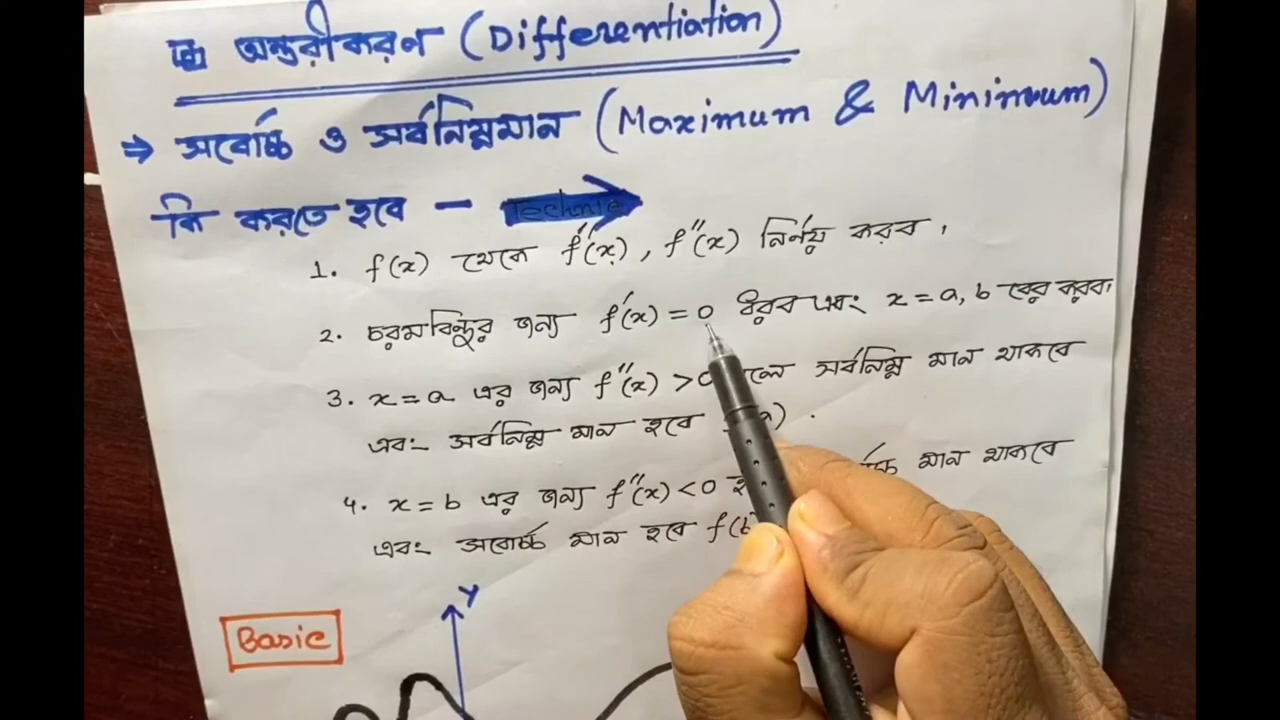 অন্তরীকরণ (Differentiation)
⇒ সর্বোচ্চ ও সর্বনিম্নমান (Maximum & Minimum)
কি করতে হবে – Technic
1. f(x) থেকে f'(x), f''(x) নির্ণয় করব।
2. চরমবিন্দুর জন্য f'(x) = 0 ধরব এবং x = a, b বের করব।
3. x = a এর জন্য f''(x) > 0 হলে সর্বনিম্ন মান থাকবে
এবং সর্বনিম্ন মান হবে
4. x = b এর জন্য f''(x) < 0 মান থাকবে
এবং সর্বোচ্চ মান হবে f(b
Y
Basic